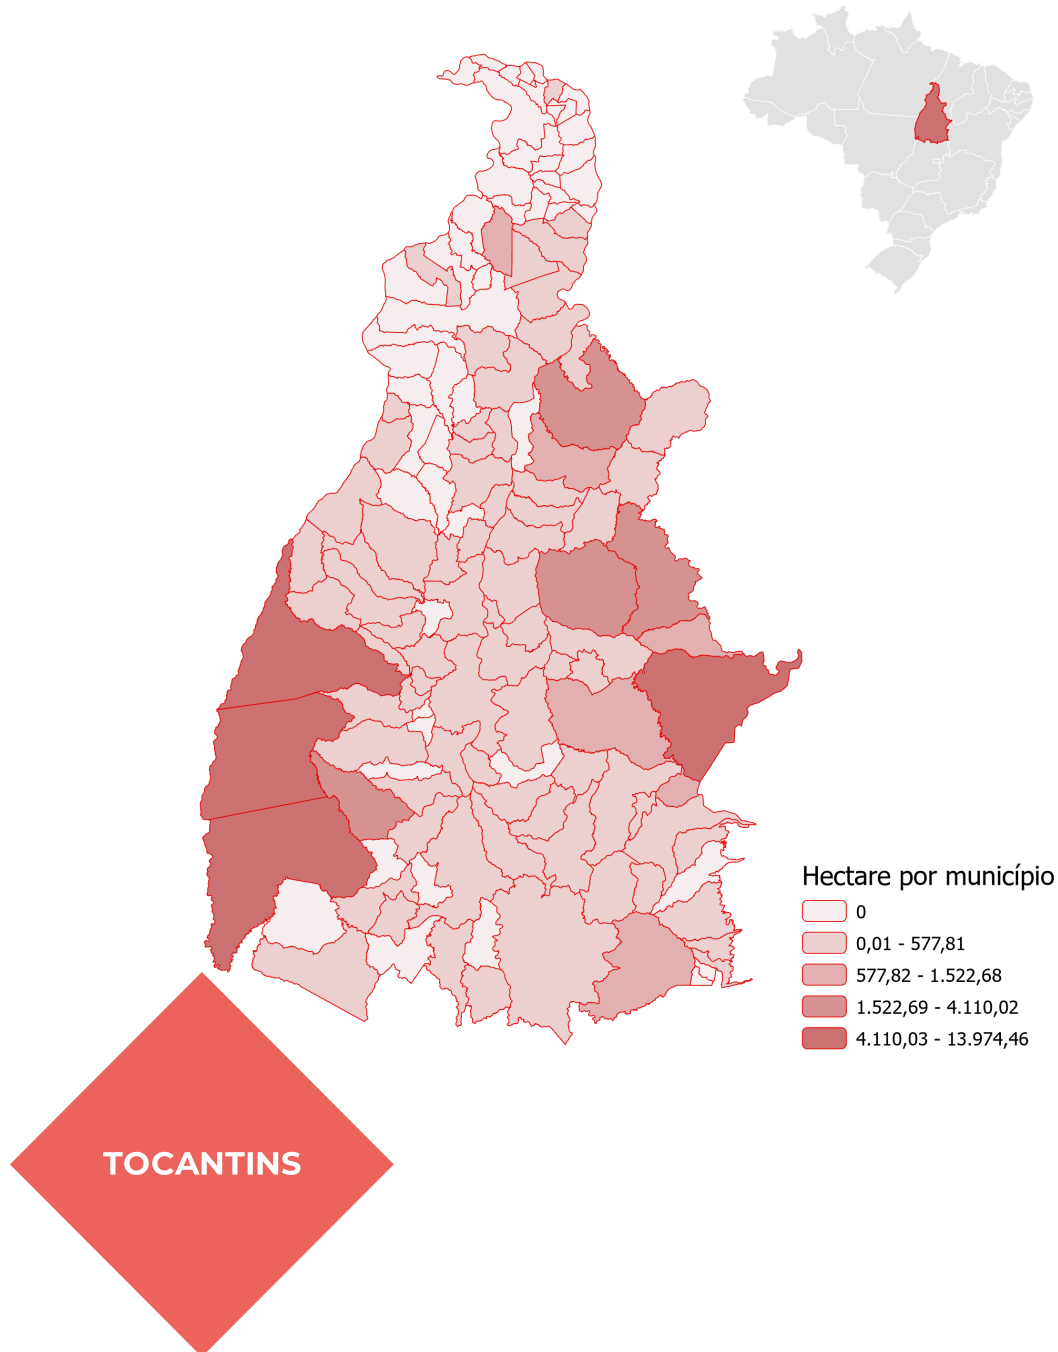 Hectare por município
0
0,01 - 577,81
577,82 - 1.522,68
1.522,69 - 4.110,02
4.110,03 - 13.974,46
TOCANTINS